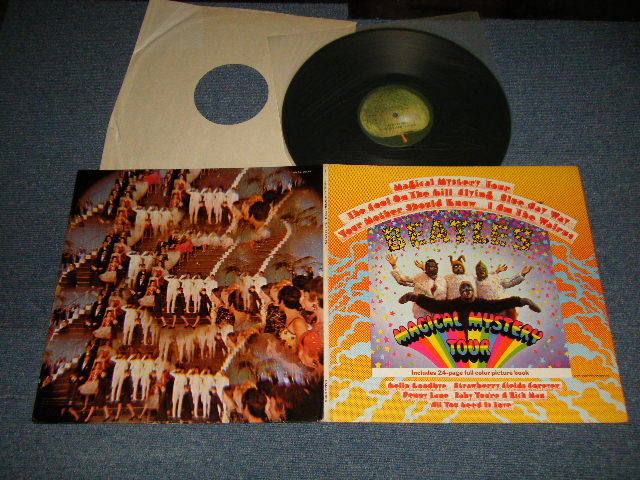 Magical Mystery Tour
The Fool On The Hill Flying Blue Jay Way
Your Mother Should Know I Am The Walrus
BEATLES
MAGICAL MYSTERY
TOUR
Includes 24-page full color picture book
Hello Goodbye Strawberry Fields Forever
Penny Lane Baby You're A Rich Man
All You Need Is Love